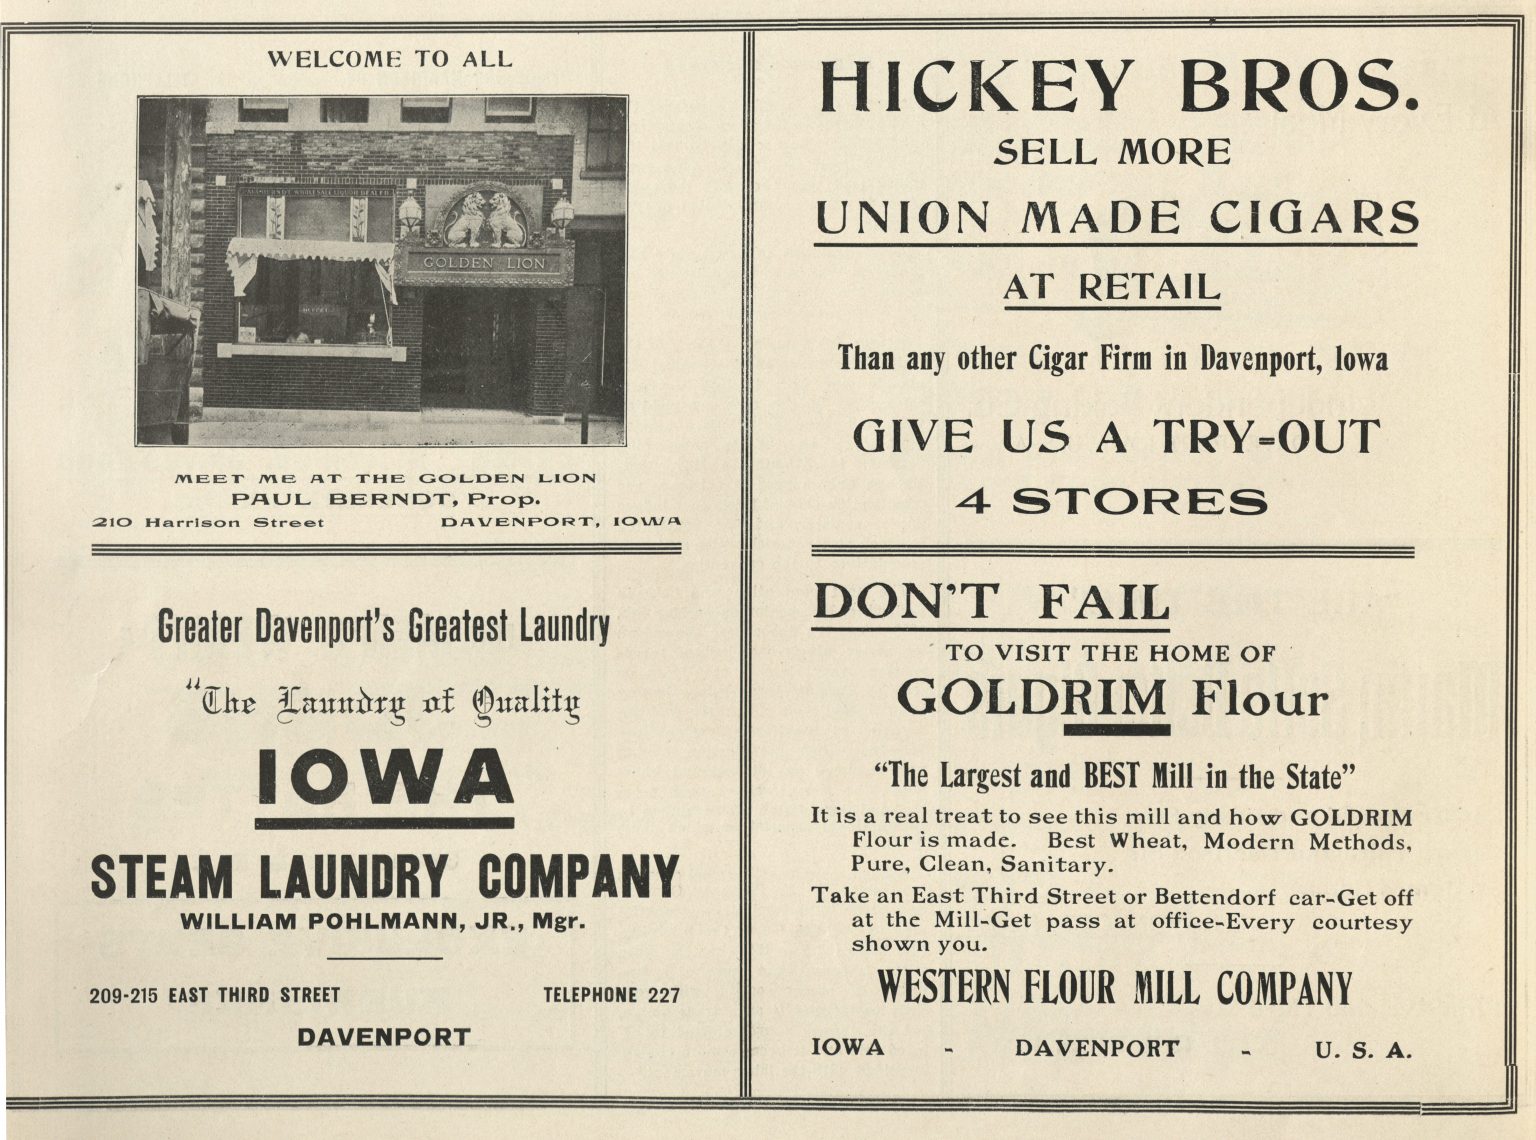 WELCOME TO ALL
GOLDEN LION
MEET ME AT THE GOLDEN LION
PAUL BERNDT, Prop.
210 Harrison Street DAVENPORT, IOWA
Greater Davenport's Greatest Laundry
"The Laundry of Quality
IOWA
STEAM LAUNDRY COMPANY
WILLIAM POHLMANN, JR., Mgr.
209-215 EAST THIRD STREET TELEPHONE 227
DAVENPORT
HICKEY BROS.
SELL MORE
UNION MADE CIGARS
AT RETAIL
Than any other Cigar Firm in Davenport, Iowa
GIVE US A TRY-OUT
4 STORES
DON'T FAIL
TO VISIT THE HOME OF
GOLDRIM Flour
"The Largest and BEST Mill in the State"
It is a real treat to see this mill and how GOLDRIM
Flour is made. Best Wheat, Modern Methods,
Pure, Clean, Sanitary.
Take an East Third Street or Bettendorf car-Get off
at the Mill-Get pass at office-Every courtesy
shown you.
WESTERN FLOUR MILL COMPANY
IOWA - DAVENPORT - U. S. A.